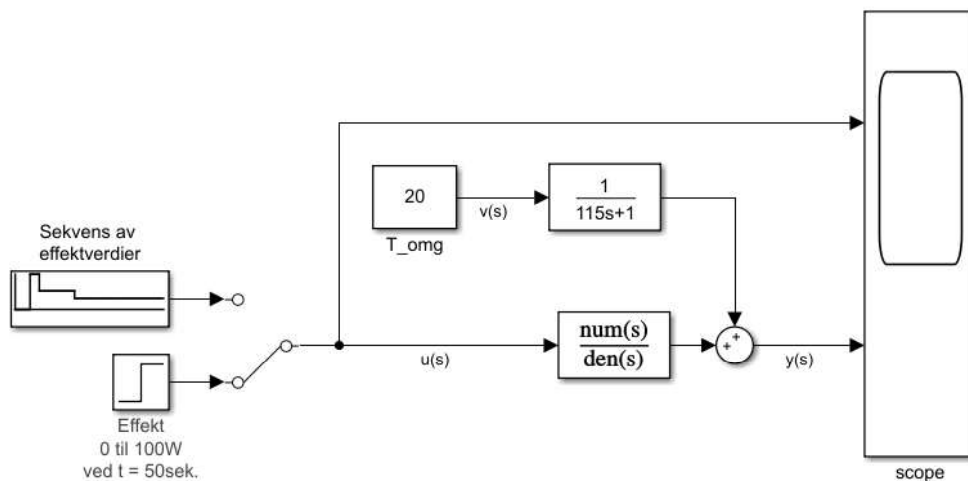 20
v(s)
T_omg
1
115s+1
Sekvens av
effektverdier
u(s)
num(s)
den(s)
+
+
y(s)
Effekt
0 til 100W
ved t = 50sek.
scope